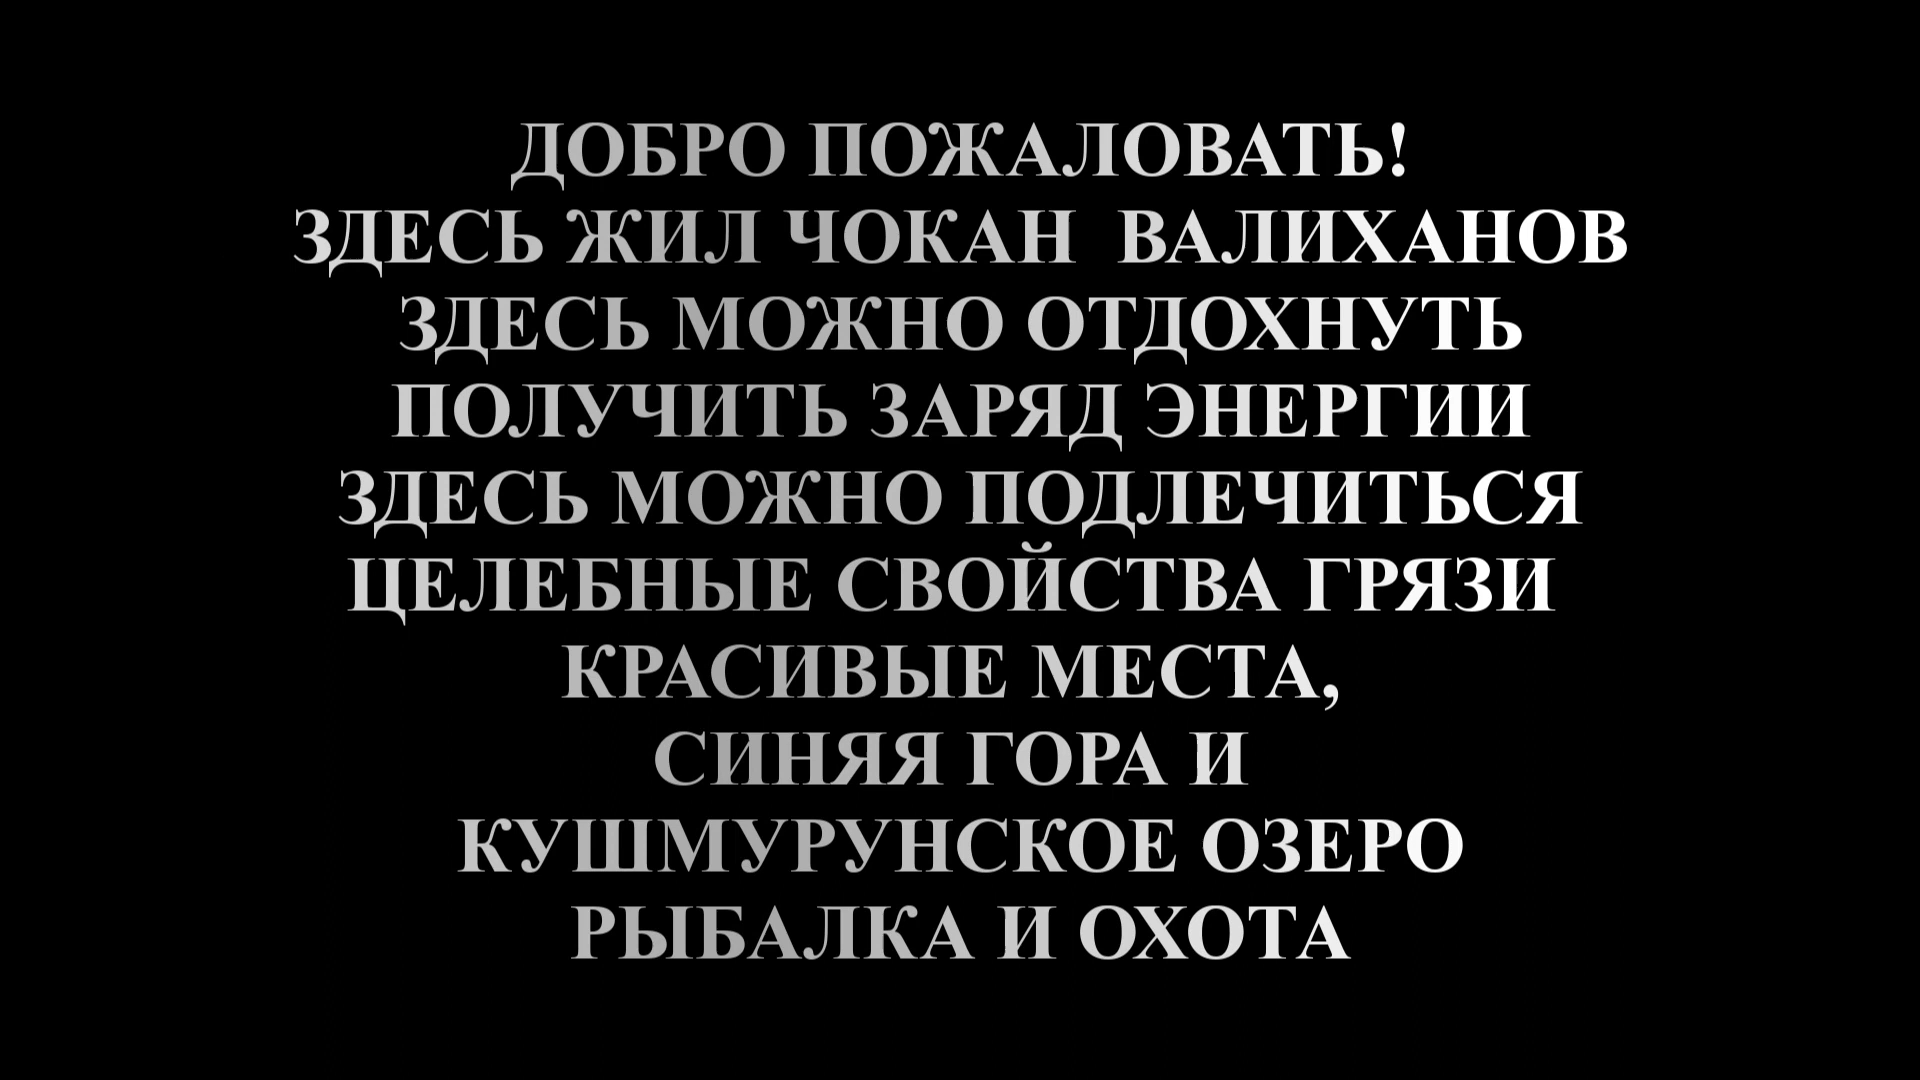 ДОБРО ПОЖАЛОВАТЬ!
ЗДЕСЬ ЖИЛ ЧОКАН  ВАЛИХАНОВ
ЗДЕСЬ МОЖНО ОТДОХНУТЬ
ПОЛУЧИТЬ ЗАРЯД ЭНЕРГИИ
ЗДЕСЬ МОЖНО ПОДЛЕЧИТЬСЯ
ЦЕЛЕБНЫЕ СВОЙСТВА ГРЯЗИ
КРАСИВЫЕ МЕСТА,
СИНЯЯ ГОРА И
КУШМУРУНСКОЕ ОЗЕРО
РЫБАЛКА И ОХОТА